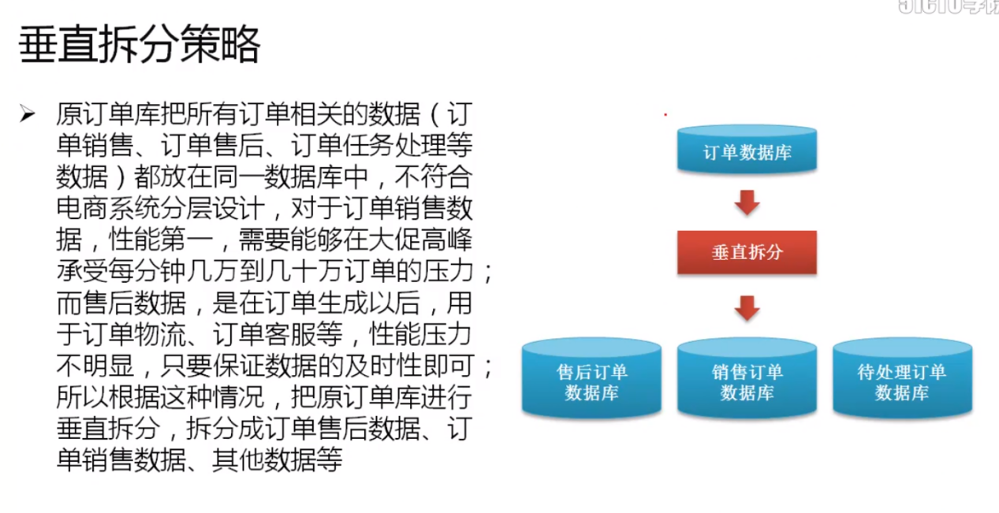 垂直拆分策略
原订单库把所有订单相关的数据（订
单销售、订单售后、订单任务处理等
数据）都放在同一数据库中，不符合
电商系统分层设计，对于订单销售数
据，性能第一，需要能够在大促高峰
承受每分钟几万到几十万订单的压力；
而售后数据，是在订单生成以后，用
于订单物流、订单客服等，性能压力
不明显，只要保证数据的及时性即可；
所以根据这种情况，把原订单库进行
垂直拆分，拆分成订单售后数据、订
单销售数据、其他数据等
订单数据库
垂直拆分
售后订单
数据库
销售订单
数据库
待处理订单
数据库